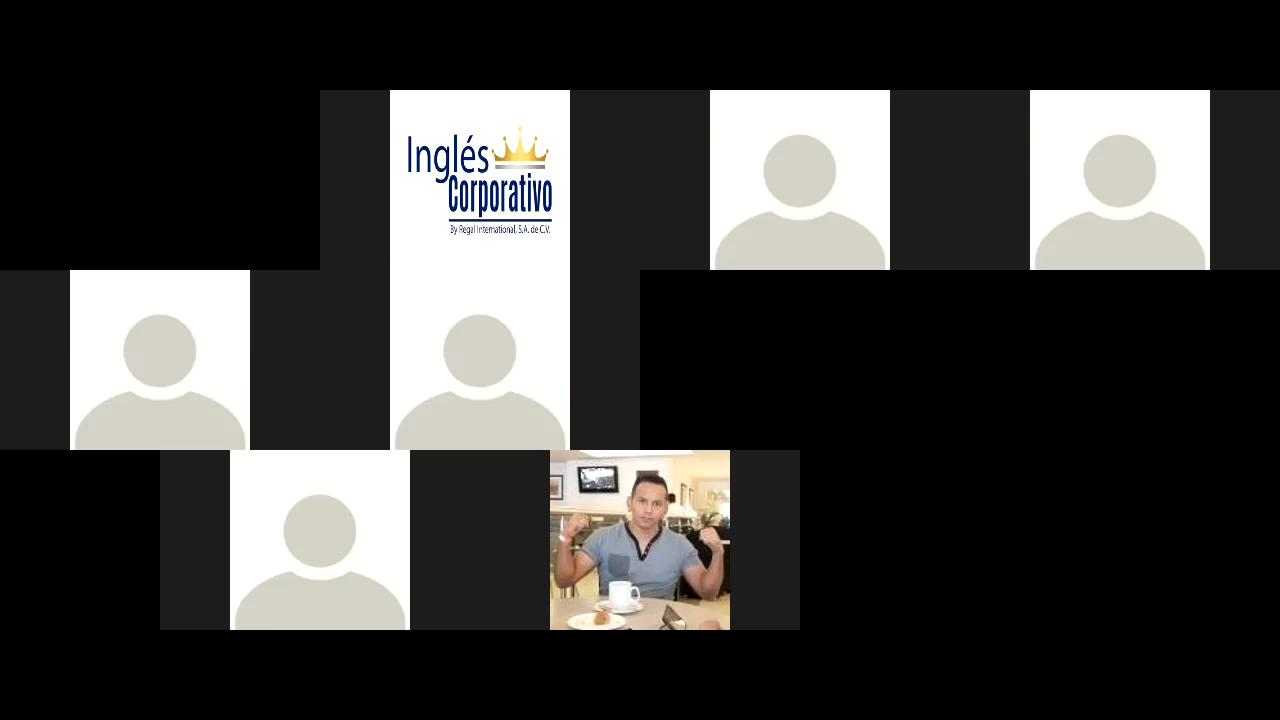 Inglés
Corporativo
By Regal International, S.A. de C.V.